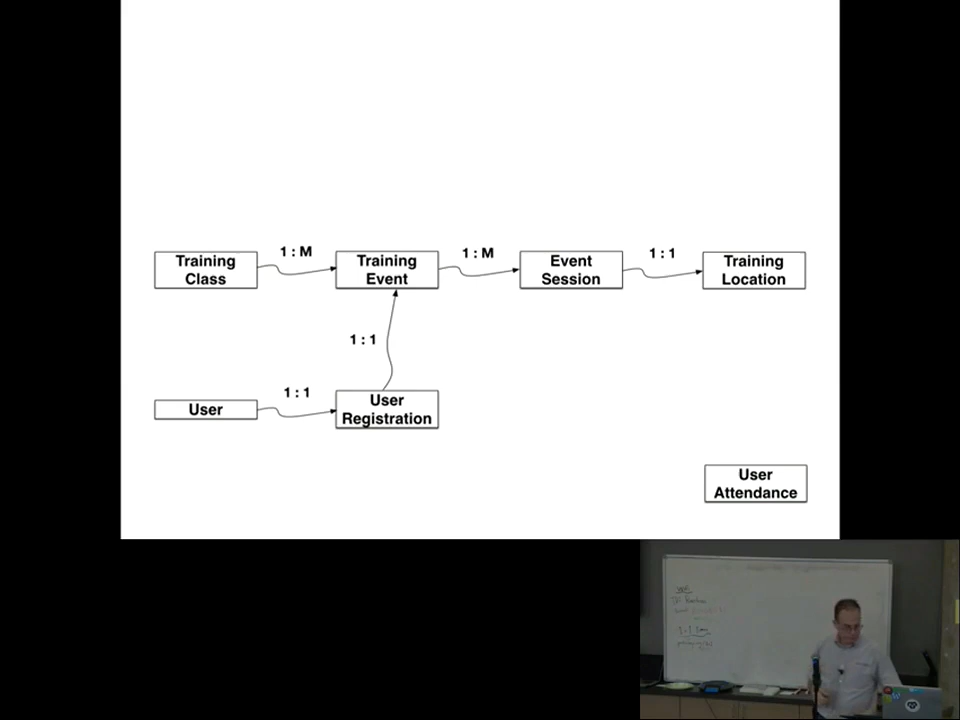 1 : M
1 : M
1 : 1
Training
Class
Training
Event
Event
Session
Training
Location
1 : 1
1 : 1
User
User
Registration
User
Attendance